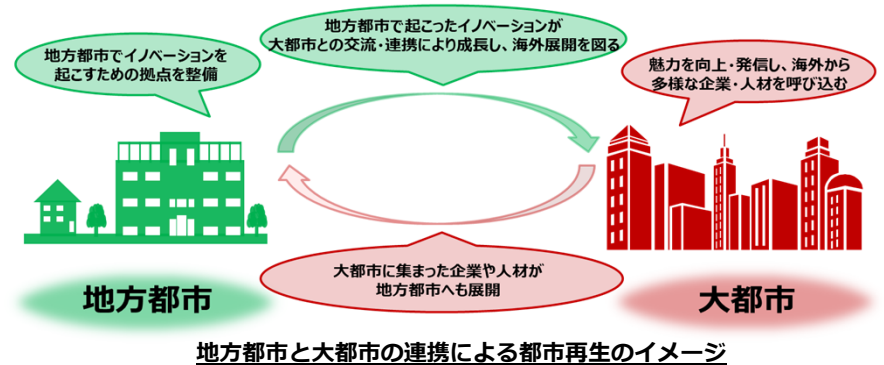 地方都市で起こったイノベーションが
大都市との交流・連携により成長し、海外展開を図る
地方都市でイノベーションを
起こすための拠点を整備
魅力を向上・発信し、海外から
多様な企業・人材を呼び込む
大都市に集まった企業や人材が
地方都市へも展開
地方都市
大都市
地方都市と大都市の連携による都市再生のイメージ